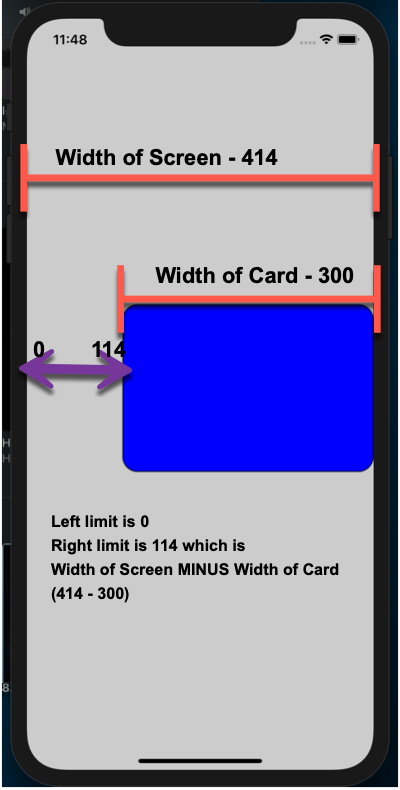 11:48
Width of Screen - 414
Width of Card - 300
0 114
Left limit is 0
Right limit is 114 which is
Width of Screen MINUS Width of Card
(414 - 300)